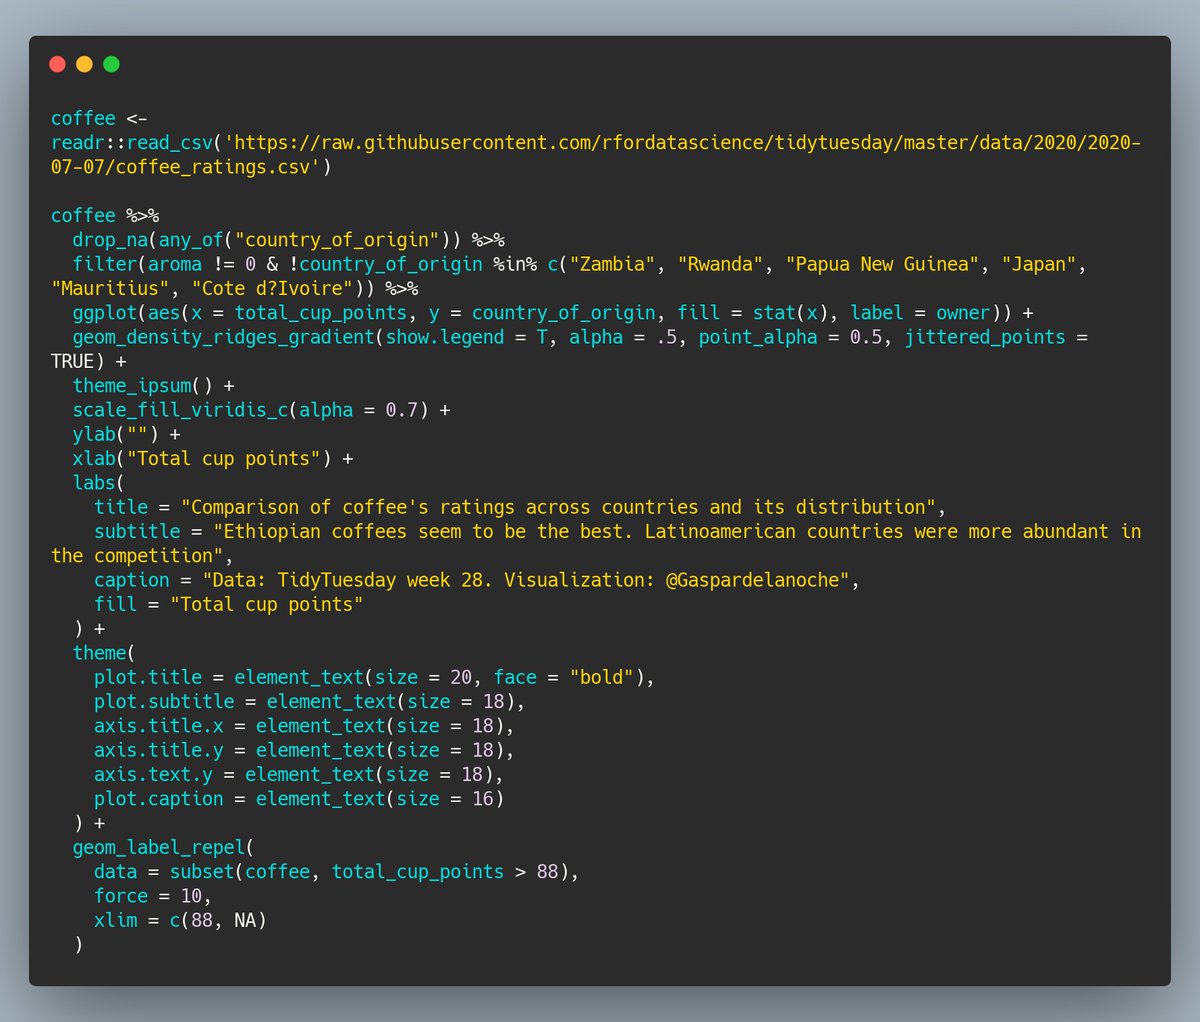 coffee <-
readr::read_csv('https://raw.githubusercontent.com/rfordatascience/tidytuesday/master/data/2020/2020-
07-07/coffee_ratings.csv')

coffee %>%
  drop_na(any_of("country_of_origin")) %>%
  filter(aroma != 0 & !country_of_origin %in% c("Zambia", "Rwanda", "Papua New Guinea", "Japan",
"Mauritius", "Cote d?Ivoire")) %>%
  ggplot(aes(x = total_cup_points, y = country_of_origin, fill = stat(x), label = owner)) +
  geom_density_ridges_gradient(show.legend = T, alpha = .5, point_alpha = 0.5, jittered_points =
TRUE) +
  theme_ipsum() +
  scale_fill_viridis_c(alpha = 0.7) +
  ylab("") +
  xlab("Total cup points") +
  labs(
    title = "Comparison of coffee's ratings across countries and its distribution",
    subtitle = "Ethiopian coffees seem to be the best. Latinoamerican countries were more abundant in
the competition",
    caption = "Data: TidyTuesday week 28. Visualization: @Gaspardelanoche",
    fill = "Total cup points"
  ) +
  theme(
    plot.title = element_text(size = 20, face = "bold"),
    plot.subtitle = element_text(size = 18),
    axis.title.x = element_text(size = 18),
    axis.title.y = element_text(size = 18),
    axis.text.y = element_text(size = 18),
    plot.caption = element_text(size = 16)
  ) +
  geom_label_repel(
    data = subset(coffee, total_cup_points > 88),
    force = 10,
    xlim = c(88, NA)
  )